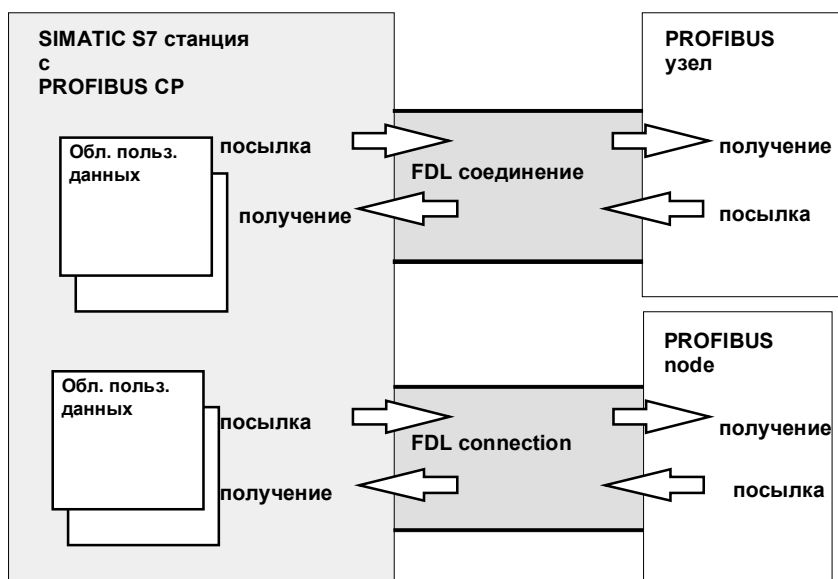 SIMATIC S7 станция
с
PROFIBUS CP
PROFIBUS
узел
Обл. польз.
данных
посылка
получение
FDL соединение
получение
посылка
PROFIBUS
node
Обл. польз.
данных
посылка
получение
FDL connection
получение
посылка